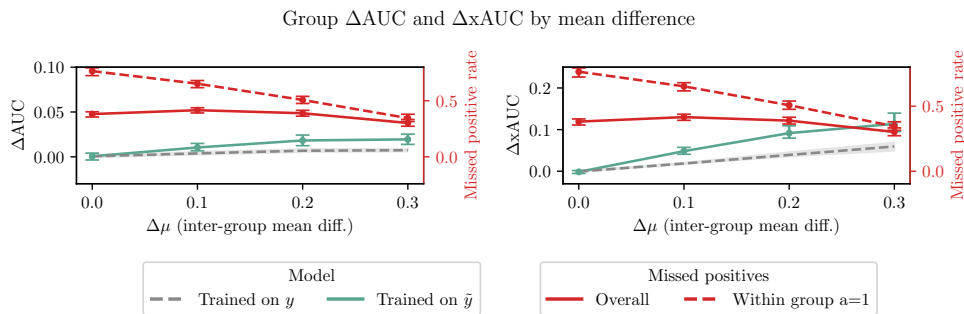 Group ΔAUC and ΔxAUC by mean difference
0.10
0.05
0.00
ΔAUC
0.5
0.0
Missed positive rate
0.0 0.1 0.2 0.3
Δμ (inter-group mean diff.)
0.2
0.1
0.0
ΔxAUC
0.5
0.0
Missed positive rate
0.0 0.1 0.2 0.3
Δμ (inter-group mean diff.)
Model
Trained on y Trained on ỹ
Missed positives
Overall Within group a=1